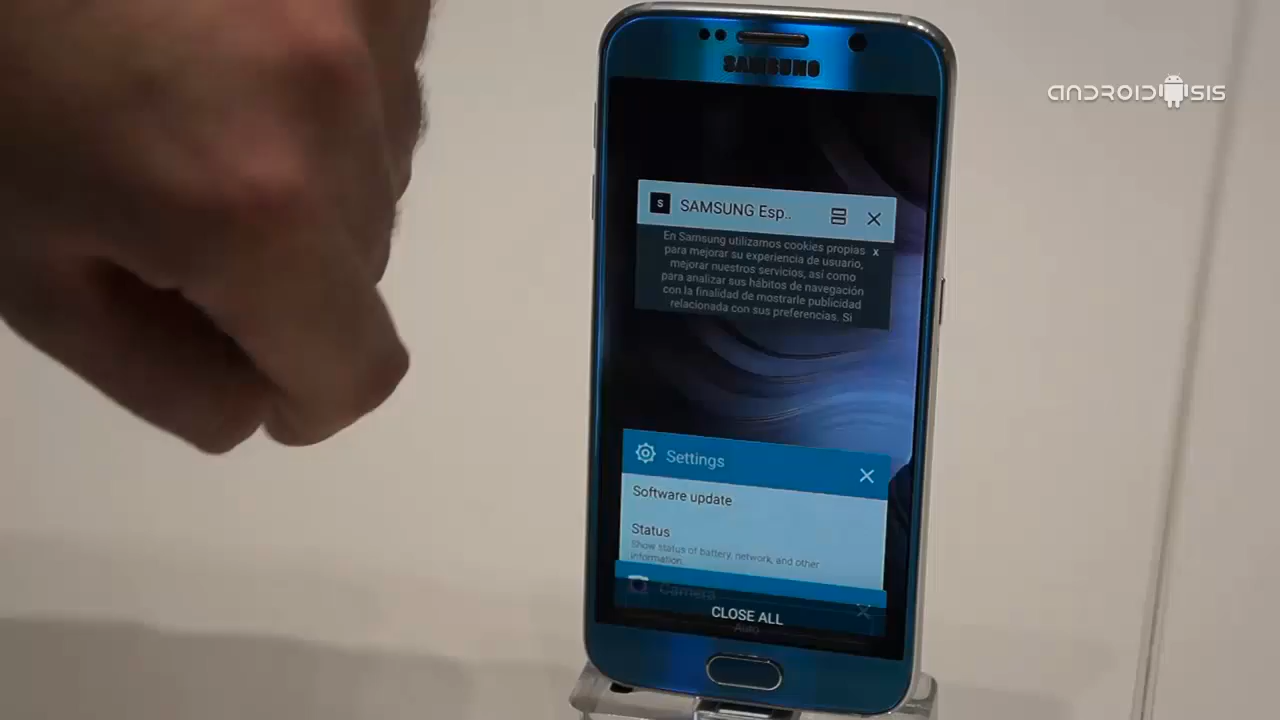 SAMSUNG
ANDROIDSIS
S SAMSUNG Esp..
En Samsung utilizamos cookies propias x
para mejorar su experiencia de usuario,
mejorar nuestros servicios, así como
para analizar sus hábitos de navegación
con la finalidad de mostrarle publicidad
relacionada con sus preferencias. Si
Settings
Software update
Status
Show status of battery, network, and other
information.
Camera
CLOSE ALL
Auto